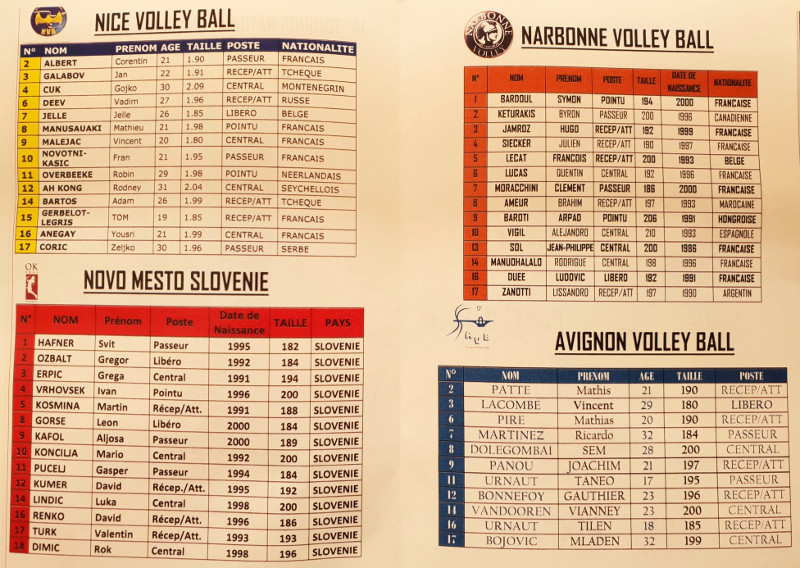 NICE VOLLEY BALL
N° NOM PRENOM AGE TAILLE POSTE NATIONALITE
2 ALBERT Corentin 21 1.90 PASSEUR FRANCAIS
3 GALABOV Jan 22 1.91 RECEP/ATT TCHEQUE
4 CUK Gojko 30 2.09 CENTRAL MONTENEGRIN
6 DEEV Vadim 27 1.96 RECEP/ATT RUSSE
7 JELLE Jelle 26 1.85 LIBERO BELGE
8 MANUSAUAKI Mathieu 21 1.98 POINTU FRANCAIS
9 MALEJAC Vincent 20 1.80 CENTRAL FRANCAIS
10 NOVOTNI-KASIC Fran 21 1.95 PASSEUR FRANCAIS
11 OVERBEEKE Robin 29 1.98 POINTU NEERLANDAIS
12 AH KONG Rodney 31 2.04 CENTRAL SEYCHELLOIS
14 BARTOS Adam 26 1.99 RECEP/ATT TCHEQUE
15 GERBELOT-LEGRIS TOM 19 1.85 RECEP/ATT FRANCAIS
16 ANEGAY Yousri 21 1.99 CENTRAL FRANCAIS
17 CORIC Zeljko 30 1.96 PASSEUR SERBE
OK
NOVO MESTO SLOVENIE
N° NOM Prénom Poste Date de Naissance TAILLE PAYS
1 HAFNER Svit Passeur 1995 182 SLOVENIE
2 OZBALT Gregor Libéro 1992 184 SLOVENIE
3 ERPIC Grega Central 1991 194 SLOVENIE
4 VRHOVSEK Ivan Pointu 1996 200 SLOVENIE
5 KOSMINA Martin Récep/Att. 1991 188 SLOVENIE
8 GORSE Leon Libéro 2000 184 SLOVENIE
9 KAFOL Aljosa Passeur 2000 189 SLOVENIE
10 KONCILJA Mario Central 1992 200 SLOVENIE
11 PUCELJ Gasper Passeur 1994 184 SLOVENIE
12 KUMER David Récep./Att. 1995 192 SLOVENIE
14 LINDIC Luka Central 1998 200 SLOVENIE
16 RENKO David Récep/Att. 1996 186 SLOVENIE
17 TURK Valentin Récep/Att. 1993 193 SLOVENIE
18 DIMIC Rok Central 1998 196 SLOVENIE
NARBONNE VOLLEY
NARBONNE VOLLEY BALL
N° NOM PRENOM POSTE TAILLE DATE DE NAISSANCE NATIONALITE
1 BARDOUL SYMON POINTU 194 2000 FRANCAISE
2 KETURAKIS BYRON PASSEUR 200 1996 CANADIENNE
3 JAMROZ HUGO RECEP/ATT 192 1999 FRANCAISE
4 SIECKER JULIEN RECEP/ATT 190 1997 FRANCAISE
5 LECAT FRANCOIS RECEP/ATT 200 1993 BELGE
6 LUCAS QUENTIN CENTRAL 192 1996 FRANCAISE
7 MORACCHINI CLEMENT PASSEUR 186 2000 FRANCAISE
8 AMEUR BRAHIM RECEP/ATT 197 1993 MAROCAINE
9 BAROTI ARPAD POINTU 206 1991 HONGROISE
10 VIGIL ALEJANDRO CENTRAL 210 1993 ESPAGNOLE
13 SOL JEAN-PHILIPPE CENTRAL 200 1986 FRANCAISE
14 MANUOHALALO RODRIGUE CENTRAL 198 1996 FRANCAISE
16 DUEE LUDOVIC LIBERO 192 1991 FRANCAISE
17 ZANOTTI LISSANDRO RECEP/ATT 197 1990 ARGENTIN
AVIGNON VOLLEY BALL
N° NOM PRENOM AGE TAILLE POSTE
2 PATTE Mathis 21 190 RECEP/ATT
3 LACOMBE Vincent 29 180 LIBERO
6 PIRE Mathias 20 190 RECEP/ATT
7 MARTINEZ Ricardo 32 184 PASSEUR
8 DOLEGOMBAI SEM 28 200 CENTRAL
9 PANOU JOACHIM 21 197 RECEP/ATT
11 URNAUT TANEO 17 195 PASSEUR
12 BONNEFOY GAUTHIER 23 196 RECEP/ATT
14 VANDOOREN VIANNEY 23 200 CENTRAL
16 URNAUT TILEN 18 185 RECEP/ATT
17 BOJOVIC MLADEN 32 199 CENTRAL